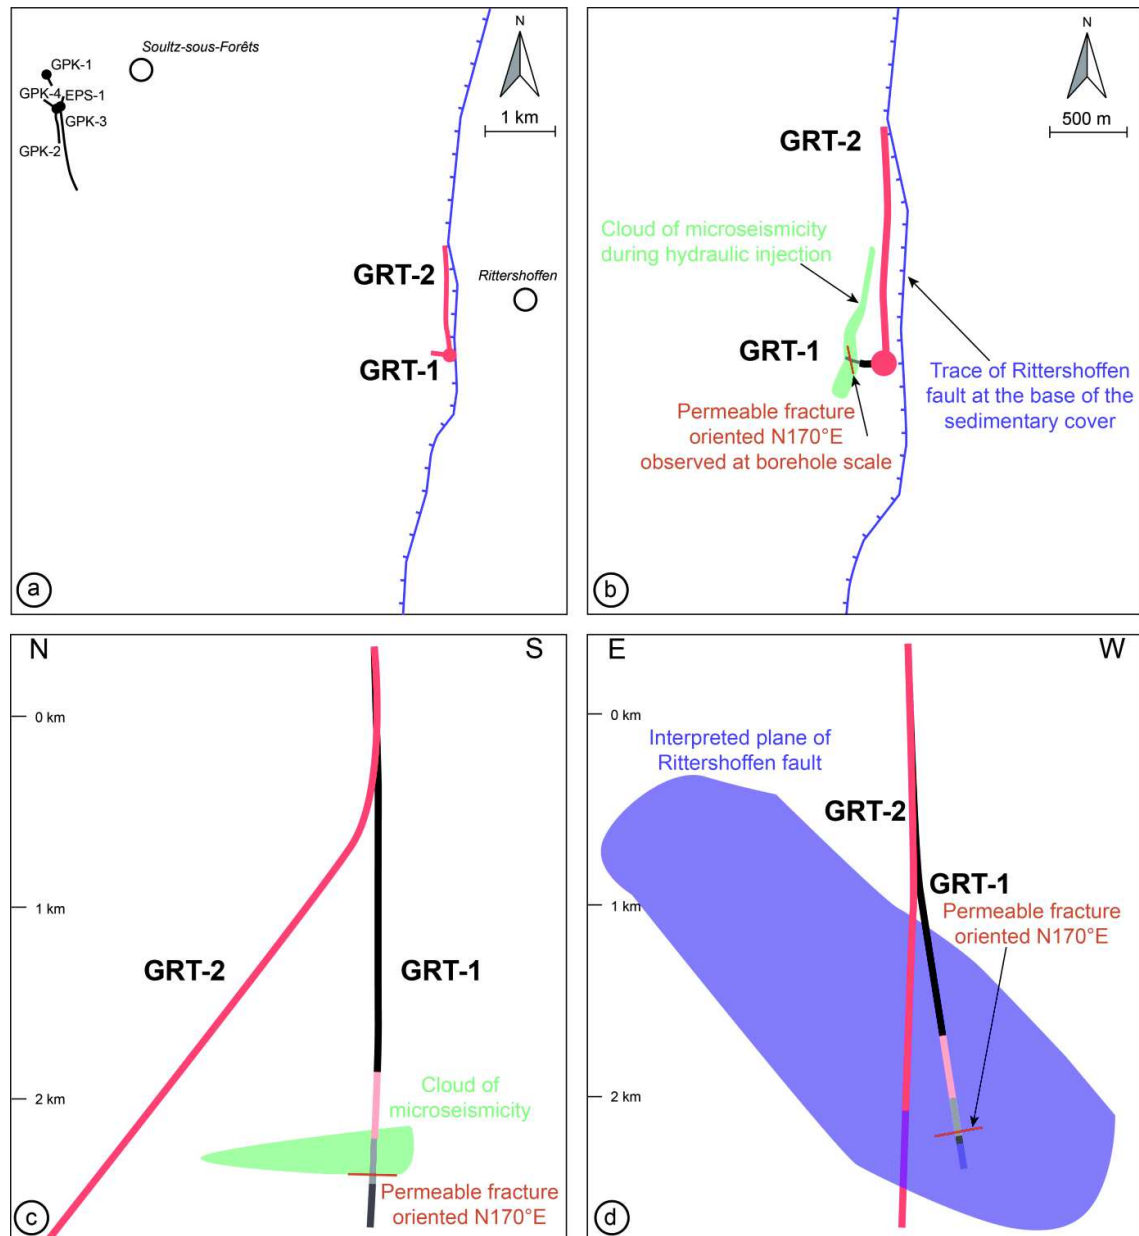 N
Soultz-sous-Forêts
GPK-1
GPK-4
EPS-1
GPK-3
GPK-2
1 km
GRT-2
Rittershoffen
GRT-1
a
N
500 m
GRT-2
Cloud of microseismicity
during hydraulic injection
GRT-1
Trace of Rittershoffen
fault at the base of the
sedimentary cover
Permeable fracture
oriented N170°E
observed at borehole scale
b
N
S
0 km
1 km
GRT-2
GRT-1
2 km
Cloud of
microseismicity
Permeable fracture
oriented N170°E
c
E
W
0 km
Interpreted plane of
Rittershoffen fault
GRT-2
GRT-1
1 km
Permeable fracture
oriented N170°E
2 km
d